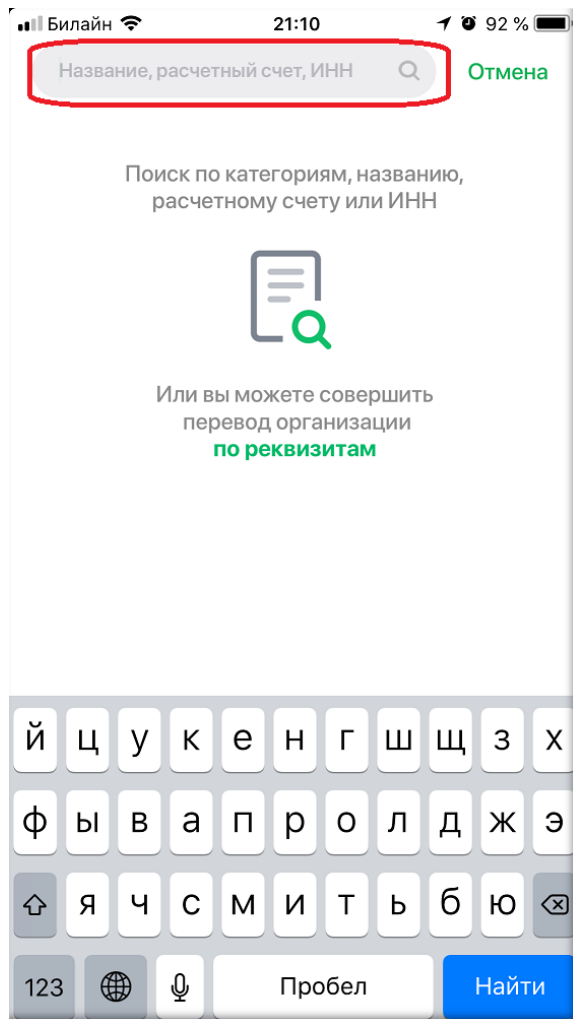 Билайн 21:10 92 %
Название, расчетный счет, ИНН Отмена
Поиск по категориям, названию,
расчетному счету или ИНН
Или вы можете совершить
перевод организации
по реквизитам
й ц у к е н г ш щ з х
ф ы в а п р о л д ж э
я ч с м и т ь б ю
123 Пробел Найти